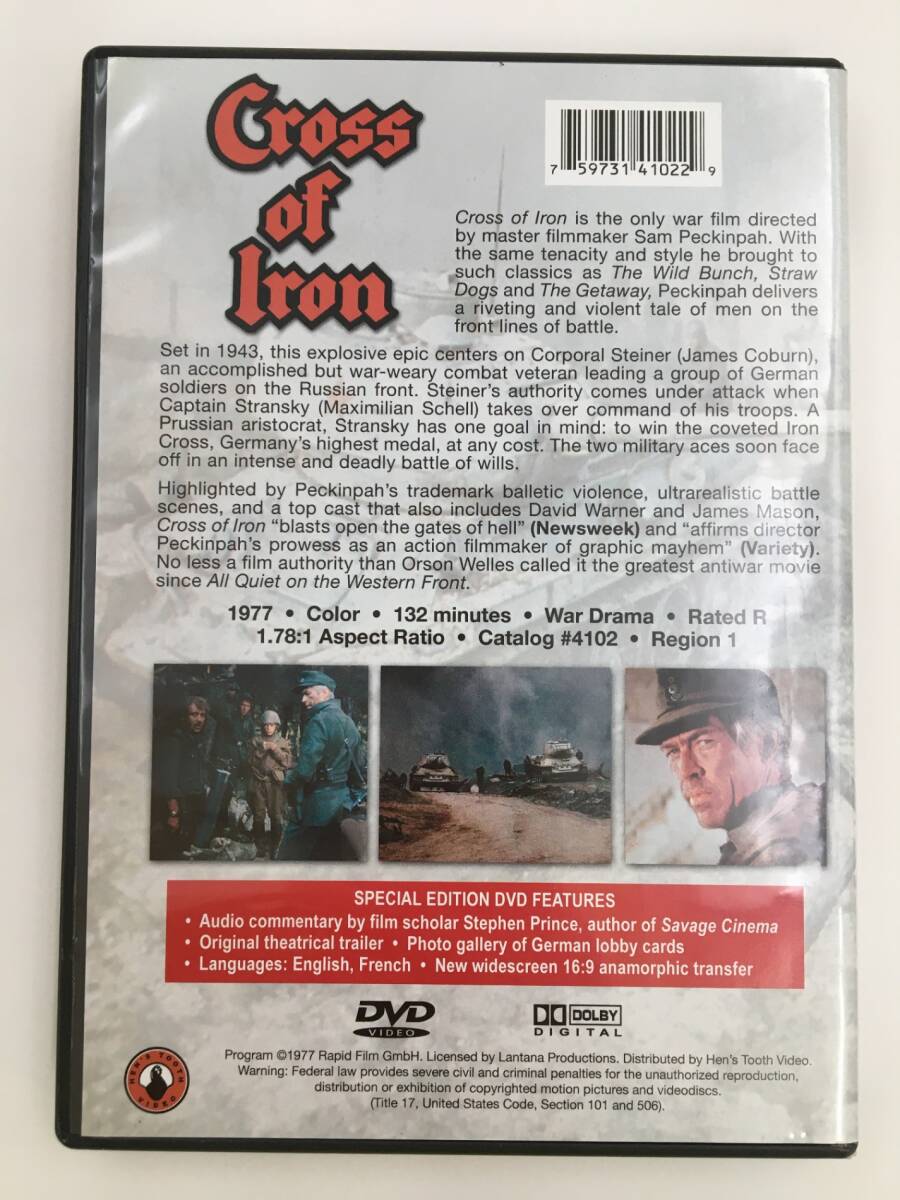 Cross
of
Iron
7 59731 41022 9
Cross of Iron is the only war film directed
by master filmmaker Sam Peckinpah. With
the same tenacity and style he brought to
such classics as The Wild Bunch, Straw
Dogs and The Getaway, Peckinpah delivers
a riveting and violent tale of men on the
front lines of battle.
Set in 1943, this explosive epic centers on Corporal Steiner (James Coburn),
an accomplished but war-weary combat veteran leading a group of German
soldiers on the Russian front. Steiner's authority comes under attack when
Captain Stransky (Maximilian Schell) takes over command of his troops. A
Prussian aristocrat, Stransky has one goal in mind: to win the coveted Iron
Cross, Germany's highest medal, at any cost. The two military aces soon face
off in an intense and deadly battle of wills.
Highlighted by Peckinpah's trademark balletic violence, ultrarealistic battle
scenes, and a top cast that also includes David Warner and James Mason,
Cross of Iron “blasts open the gates of hell” (Newsweek) and “affirms director
Peckinpah's prowess as an action filmmaker of graphic mayhem” (Variety).
No less a film authority than Orson Welles called it the greatest antiwar movie
since All Quiet on the Western Front.
1977 • Color • 132 minutes • War Drama • Rated R
1.78:1 Aspect Ratio • Catalog #4102 • Region 1
SPECIAL EDITION DVD FEATURES
• Audio commentary by film scholar Stephen Prince, author of Savage Cinema
• Original theatrical trailer • Photo gallery of German lobby cards
• Languages: English, French • New widescreen 16:9 anamorphic transfer
DVD
VIDEO
DOLBY
DIGITAL
HEN'S TOOTH
VIDEO
Program ©1977 Rapid Film GmbH. Licensed by Lantana Productions. Distributed by Hen's Tooth Video.
Warning: Federal law provides severe civil and criminal penalties for the unauthorized reproduction,
distribution or exhibition of copyrighted motion pictures and videodiscs.
(Title 17, United States Code, Section 101 and 506).